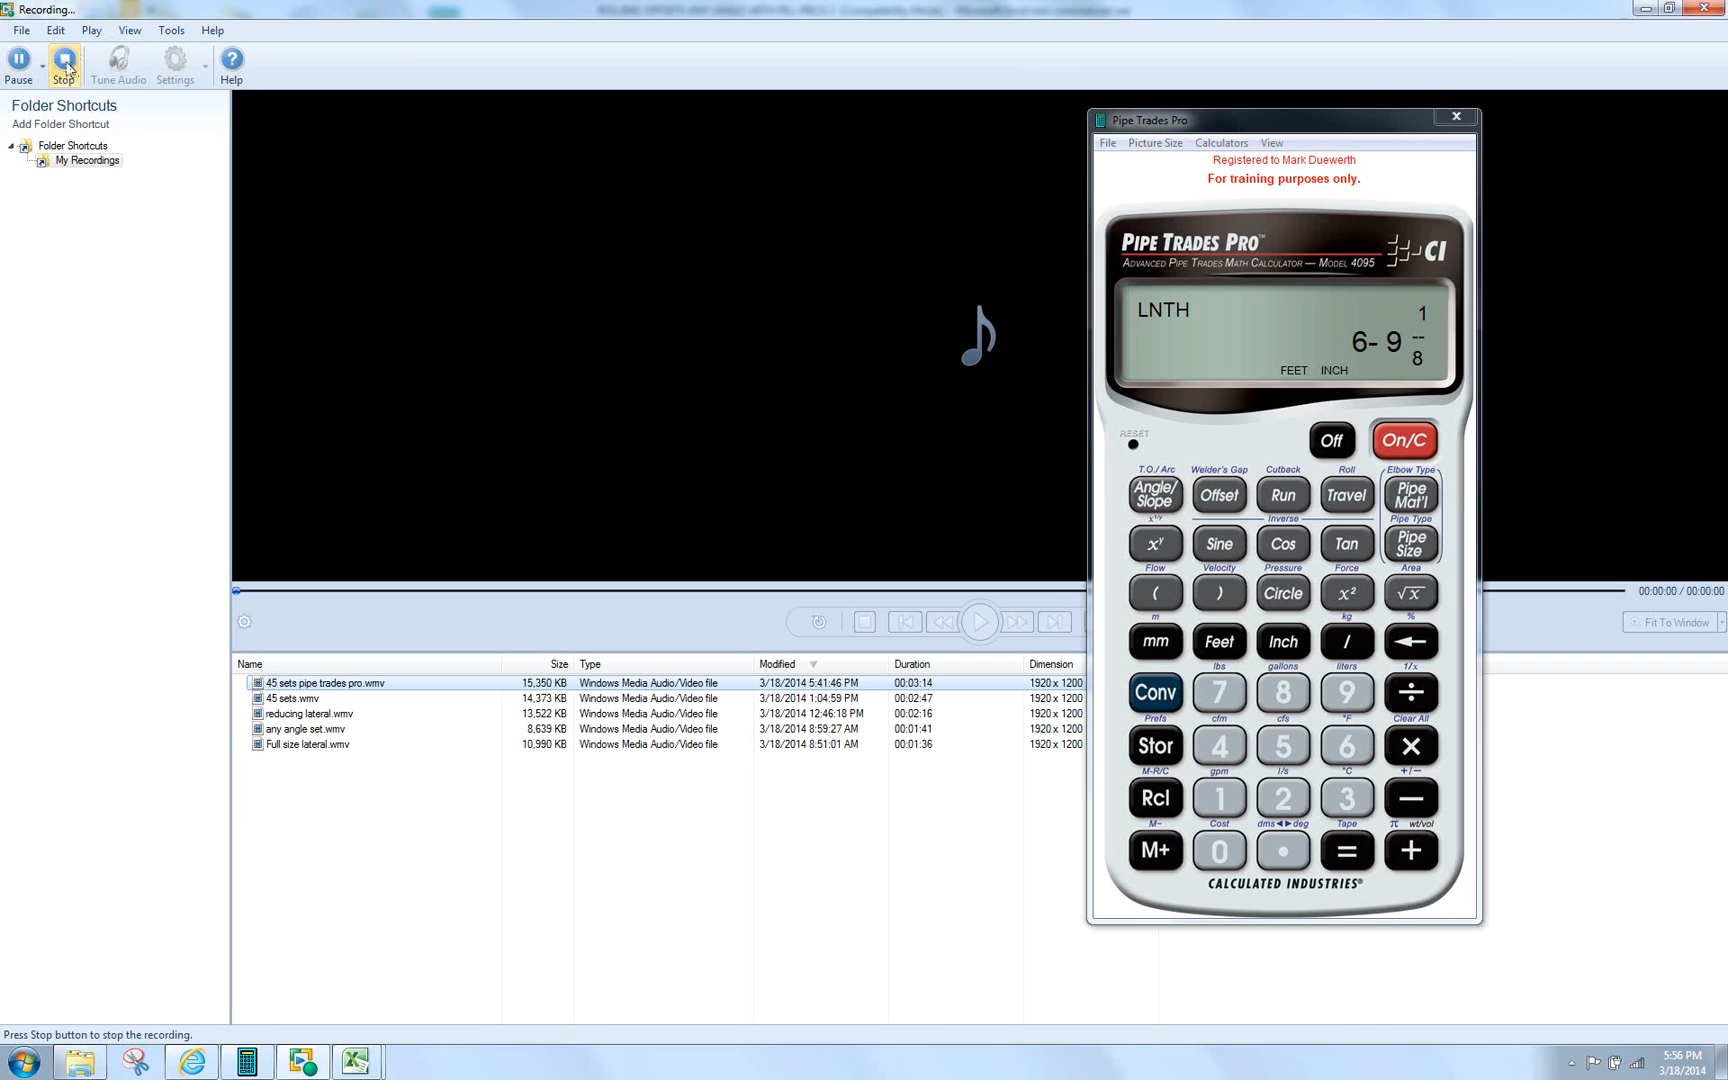 Recording...
File Edit Play View Tools Help
Pause Stop Tune Audio Settings Help
Folder Shortcuts
Add Folder Shortcut
Folder Shortcuts
My Recordings
Pipe Trades Pro
File Picture Size Calculators View
Registered to Mark Duewerth
For training purposes only.
PIPE TRADES PRO™ CI
ADVANCED PIPE TRADES MATH CALCULATOR — MODEL 4095
LNTH
6- 9 1/8
FEET INCH
RESET
Off On/C
T.O./Arc Welder's Gap Cutback Roll Elbow Type
Angle/Slope Offset Run Travel Pipe Mat'l
x^1/y Inverse Pipe Type
x^y Sine Cos Tan Pipe Size
Flow Velocity Pressure Force Area
( ) Circle x² √x
m kg %
mm Feet Inch / ←
lbs gallons liters 1/x
Conv 7 8 9 ÷
Prefs cfm cfs °F Clear All
Stor 4 5 6 ×
M-R/C gpm l/s °C +/−
Rcl 1 2 3 −
M− Cost dms◄►deg Tape π wt/vol
M+ 0 • = +
CALCULATED INDUSTRIES®
00:00:00 / 00:00:00
Fit To Window
Name Size Type Modified Duration Dimension
45 sets pipe trades pro.wmv 15,350 KB Windows Media Audio/Video file 3/18/2014 5:41:46 PM 00:03:14 1920 x 1200
45 sets.wmv 14,373 KB Windows Media Audio/Video file 3/18/2014 1:04:59 PM 00:02:47 1920 x 1200
reducing lateral.wmv 13,522 KB Windows Media Audio/Video file 3/18/2014 12:46:18 PM 00:02:16 1920 x 1200
any angle set.wmv 8,639 KB Windows Media Audio/Video file 3/18/2014 8:59:27 AM 00:01:41 1920 x 1200
Full size lateral.wmv 10,990 KB Windows Media Audio/Video file 3/18/2014 8:51:01 AM 00:01:36 1920 x 1200
Press Stop button to stop the recording.
5:56 PM
3/18/2014